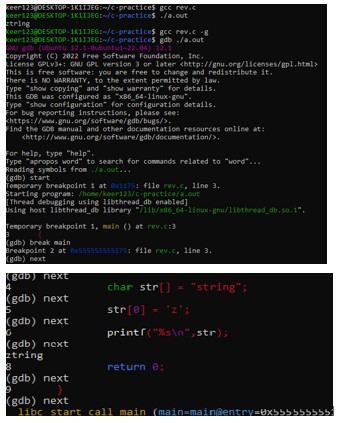 keer123@DESKTOP-1K1IJEG:~/c-practice$ gcc rev.c
keer123@DESKTOP-1K1IJEG:~/c-practice$ ./a.out
ztring
keer123@DESKTOP-1K1IJEG:~/c-practice$ gcc rev.c -g
keer123@DESKTOP-1K1IJEG:~/c-practice$ gdb ./a.out
GNU gdb (Ubuntu 12.1-0ubuntu1~22.04) 12.1
Copyright (C) 2022 Free Software Foundation, Inc.
License GPLv3+: GNU GPL version 3 or later <http://gnu.org/licenses/gpl.html>
This is free software: you are free to change and redistribute it.
There is NO WARRANTY, to the extent permitted by law.
Type "show copying" and "show warranty" for details.
This GDB was configured as "x86_64-linux-gnu".
Type "show configuration" for configuration details.
For bug reporting instructions, please see:
<https://www.gnu.org/software/gdb/bugs/>.
Find the GDB manual and other documentation resources online at:
<http://www.gnu.org/software/gdb/documentation/>.
For help, type "help".
Type "apropos word" to search for commands related to "word"...
Reading symbols from ./a.out...
(gdb) start
Temporary breakpoint 1 at 0x1175: file rev.c, line 3.
Starting program: /home/keer123/c-practice/a.out
[Thread debugging using libthread_db enabled]
Using host libthread_db library "/lib/x86_64-linux-gnu/libthread_db.so.1".
Temporary breakpoint 1, main () at rev.c:3
3 {
(gdb) break main
Breakpoint 2 at 0x555555555175: file rev.c, line 3.
(gdb) next
(gdb) next
4 char str[] = "string";
(gdb) next
5 str[0] = 'z';
(gdb) next
6 printf("%s\n",str);
(gdb) next
ztring
8 return 0;
(gdb) next
9 }
(gdb) next
libc_start_call_main (main=main@entry=0x5555555551